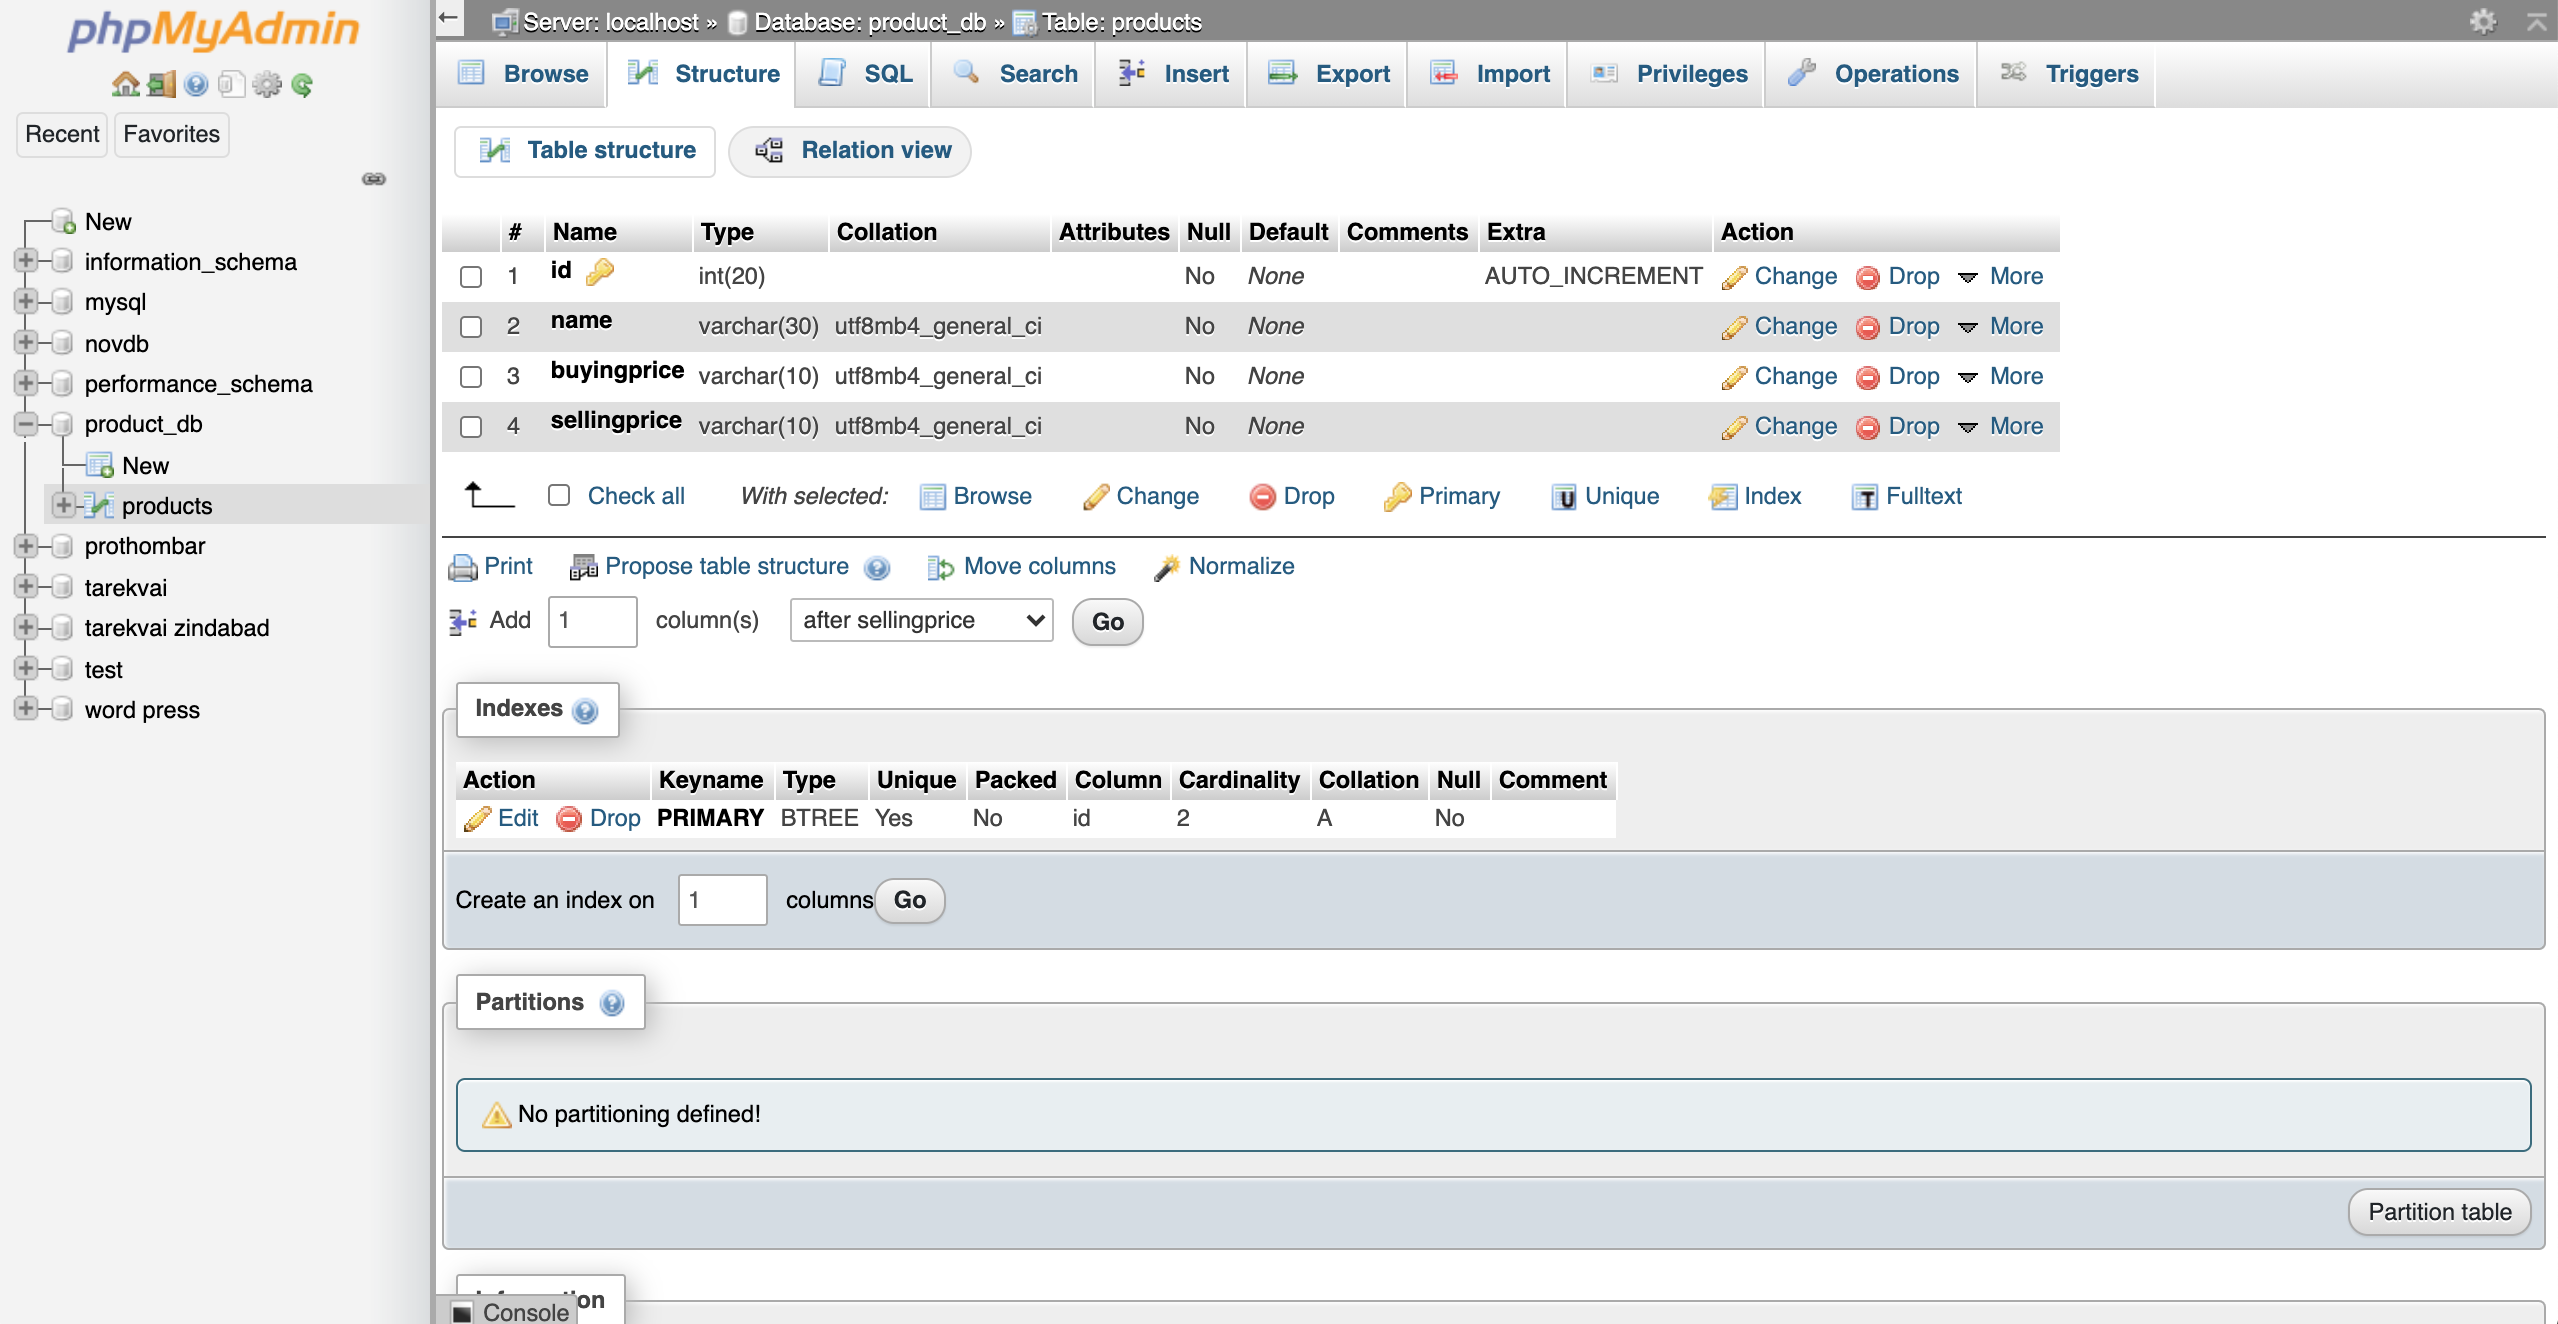 phpMyAdmin
Recent Favorites
New
information_schema
mysql
novdb
performance_schema
product_db
New
products
prothombar
tarekvai
tarekvai zindabad
test
word press
Server: localhost » Database: product_db » Table: products
Browse Structure SQL Search Insert Export Import Privileges Operations Triggers
Table structure Relation view
# Name Type Collation Attributes Null Default Comments Extra Action
1 id int(20) No None AUTO_INCREMENT Change Drop More
2 name varchar(30) utf8mb4_general_ci No None Change Drop More
3 buyingprice varchar(10) utf8mb4_general_ci No None Change Drop More
4 sellingprice varchar(10) utf8mb4_general_ci No None Change Drop More
Check all With selected: Browse Change Drop Primary Unique Index Fulltext
Print Propose table structure Move columns Normalize
Add 1 column(s) after sellingprice Go
Indexes
Action Keyname Type Unique Packed Column Cardinality Collation Null Comment
Edit Drop PRIMARY BTREE Yes No id 2 A No
Create an index on 1 columns Go
Partitions
No partitioning defined!
Partition table
Console